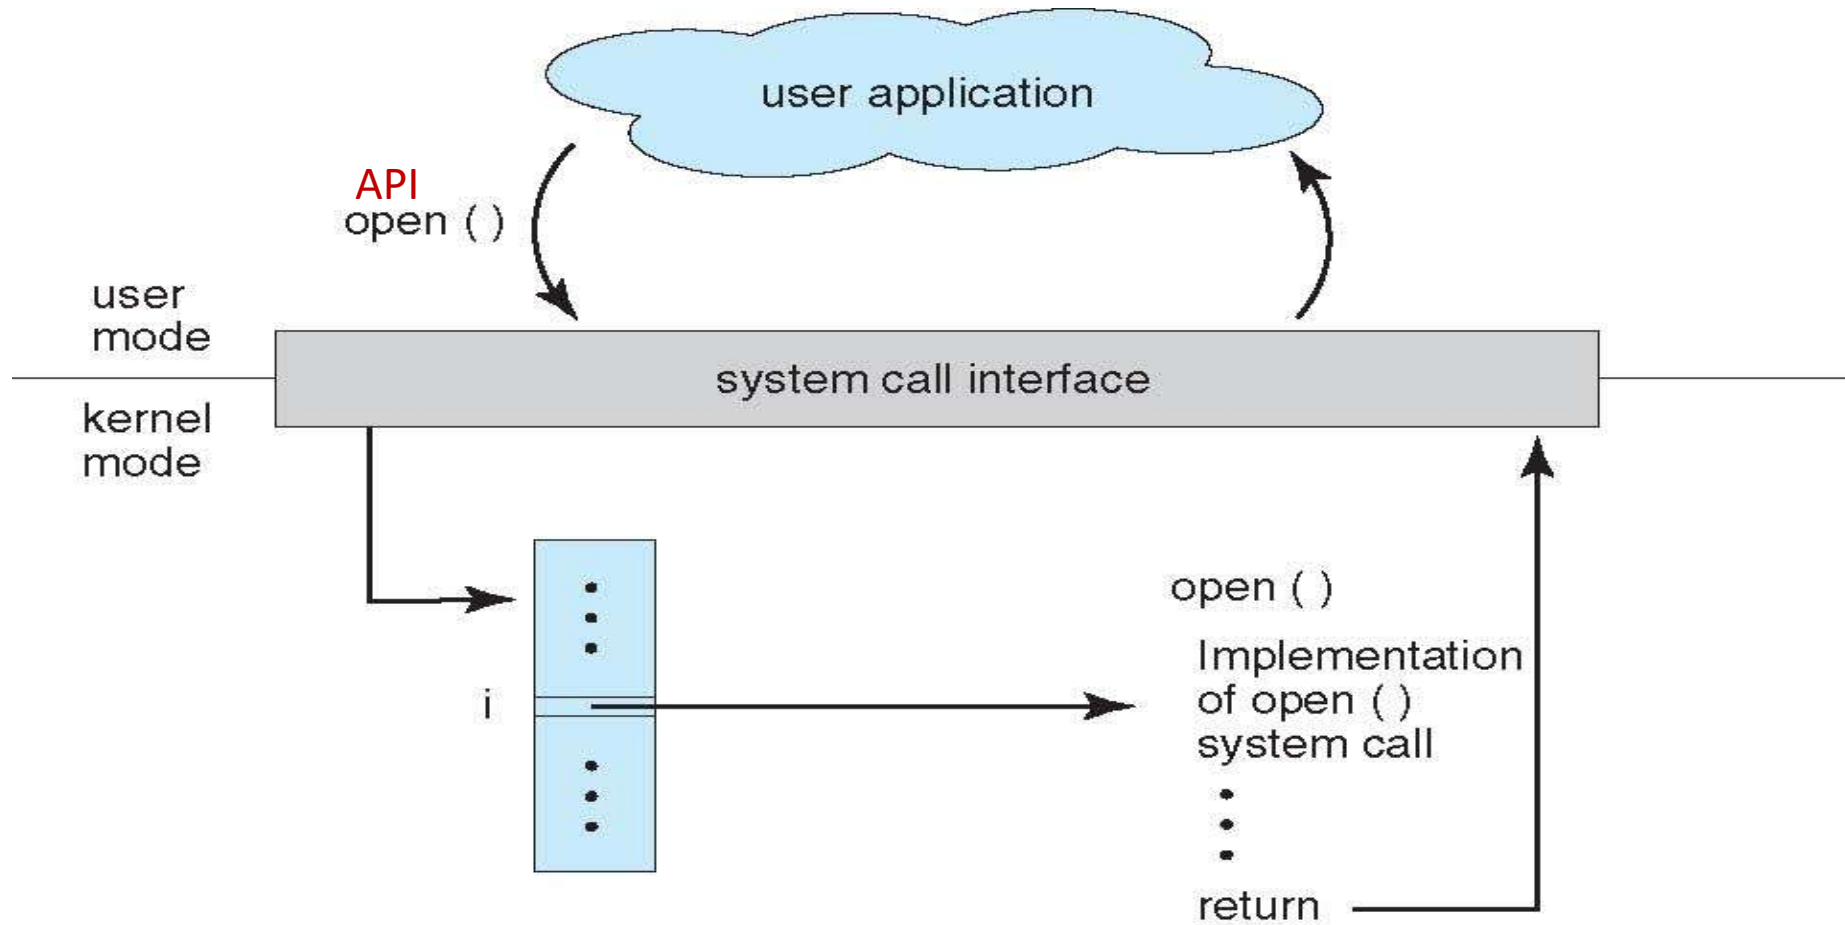 user application
API
open ( )
user
mode
system call interface
kernel
mode
open ( )
Implementation
of open ( )
system call
i
return